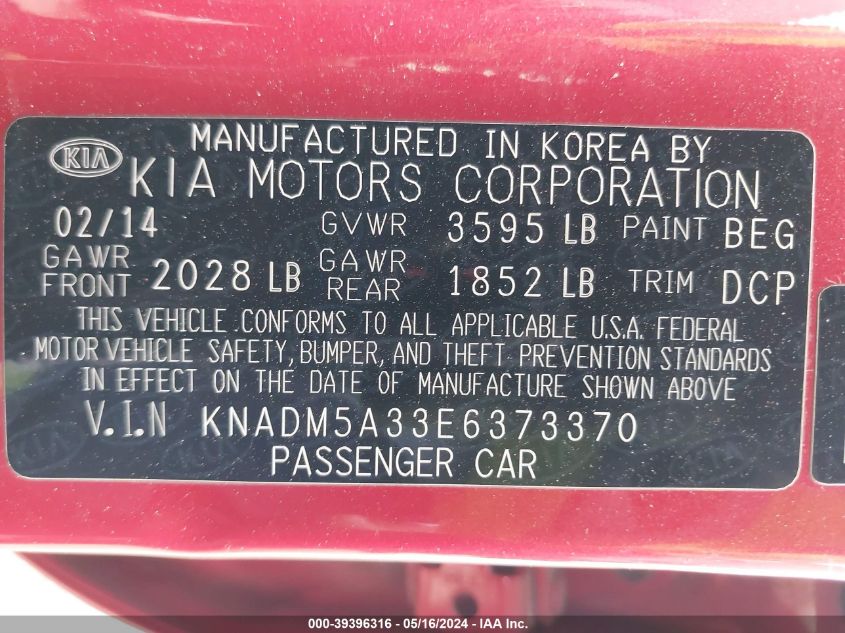 MANUFACTURED IN KOREA BY
KIA KIA MOTORS CORPORATION
02/14 GVWR 3595 LB PAINT BEG
GAWR FRONT 2028 LB GAWR REAR 1852 LB TRIM DCP
THIS VEHICLE CONFORMS TO ALL APPLICABLE U.S.A. FEDERAL
MOTOR VEHICLE SAFETY, BUMPER, AND THEFT PREVENTION STANDARDS
IN EFFECT ON THE DATE OF MANUFACTURE SHOWN ABOVE
V.I.N KNADM5A33E6373370
PASSENGER CAR
000-39396316 - 05/16/2024 - IAA, Inc.